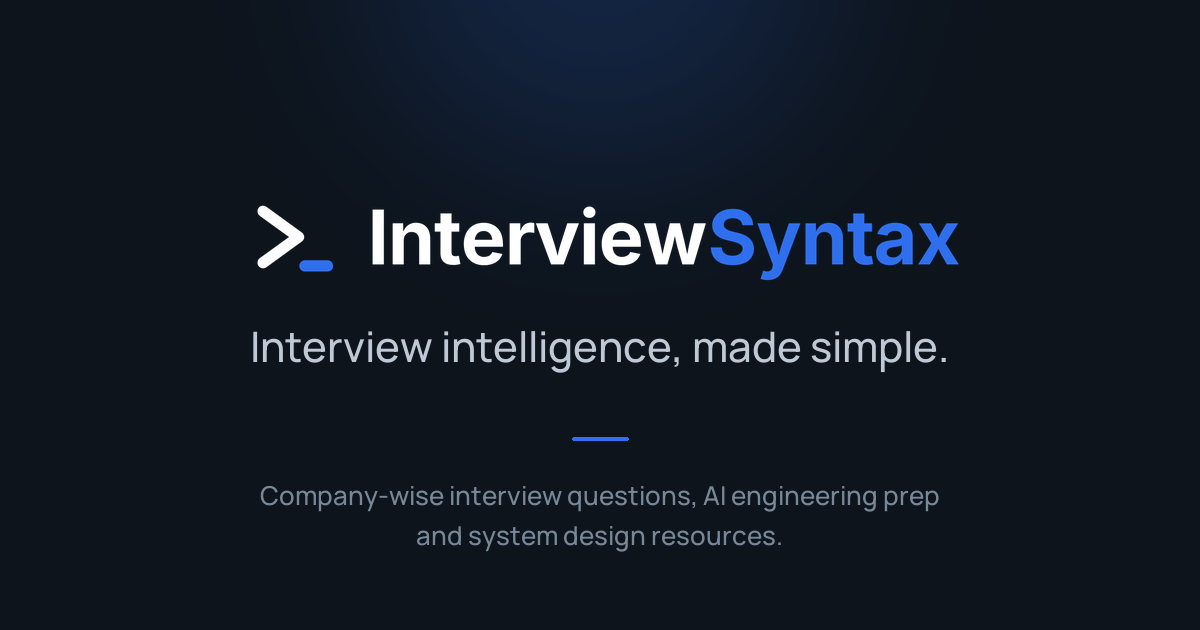 InterviewSyntax
Interview intelligence, made simple.
Company-wise interview questions, AI engineering prep
and system design resources.